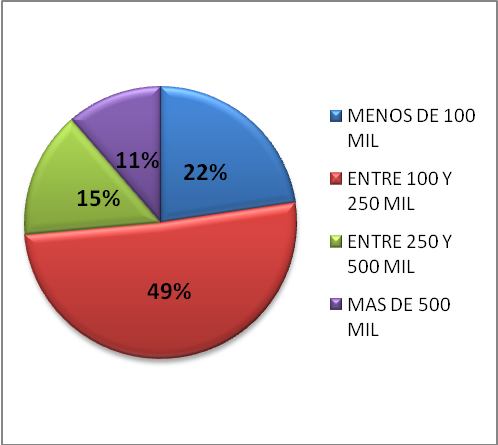 11%
22%
15%
49%
MENOS DE 100
MIL
ENTRE 100 Y
250 MIL
ENTRE 250 Y
500 MIL
MAS DE 500
MIL